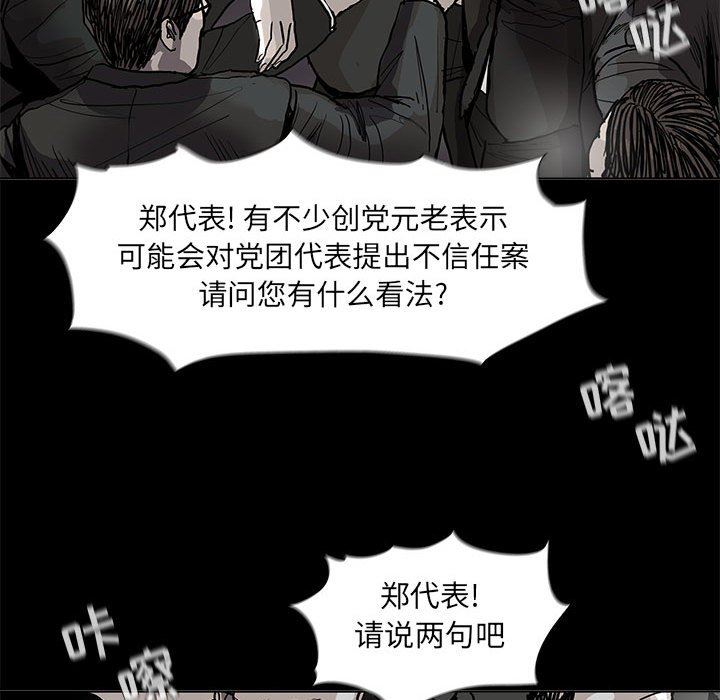 喀
哒
郑代表! 有不少创党元老表示
可能会对党团代表提出不信任案
请问您有什么看法?
喀
哒
郑代表!
请说两句吧
咔
嚓